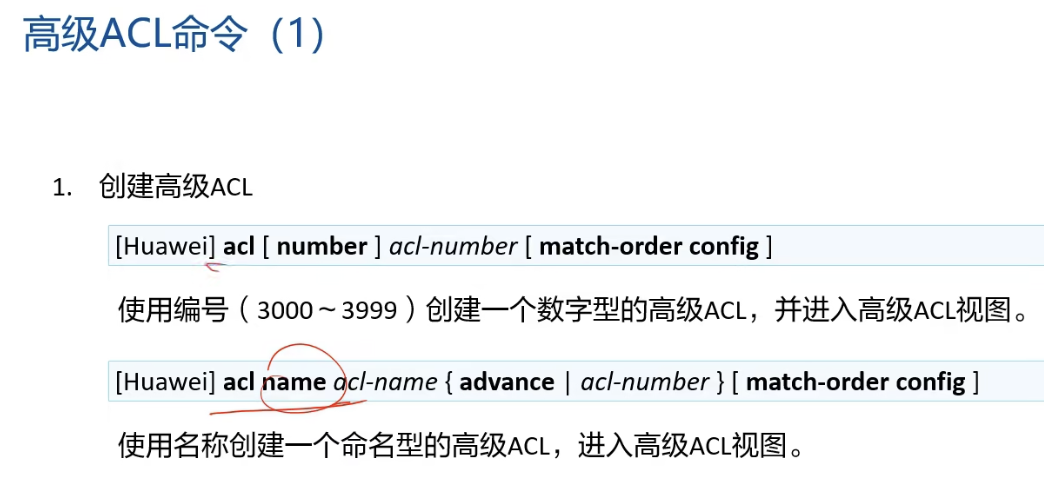 高级ACL命令（1）
1. 创建高级ACL
[Huawei] acl [ number ] acl-number [ match-order config ]
使用编号（3000～3999）创建一个数字型的高级ACL，并进入高级ACL视图。
[Huawei] acl name acl-name { advance | acl-number } [ match-order config ]
使用名称创建一个命名型的高级ACL，进入高级ACL视图。